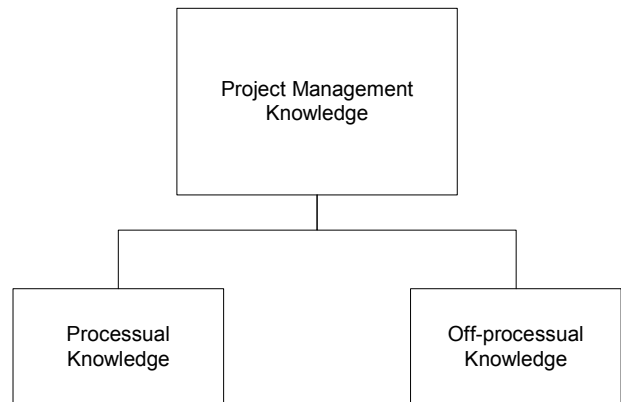 Project Management
Knowledge
Processual
Knowledge
Off-processual
Knowledge